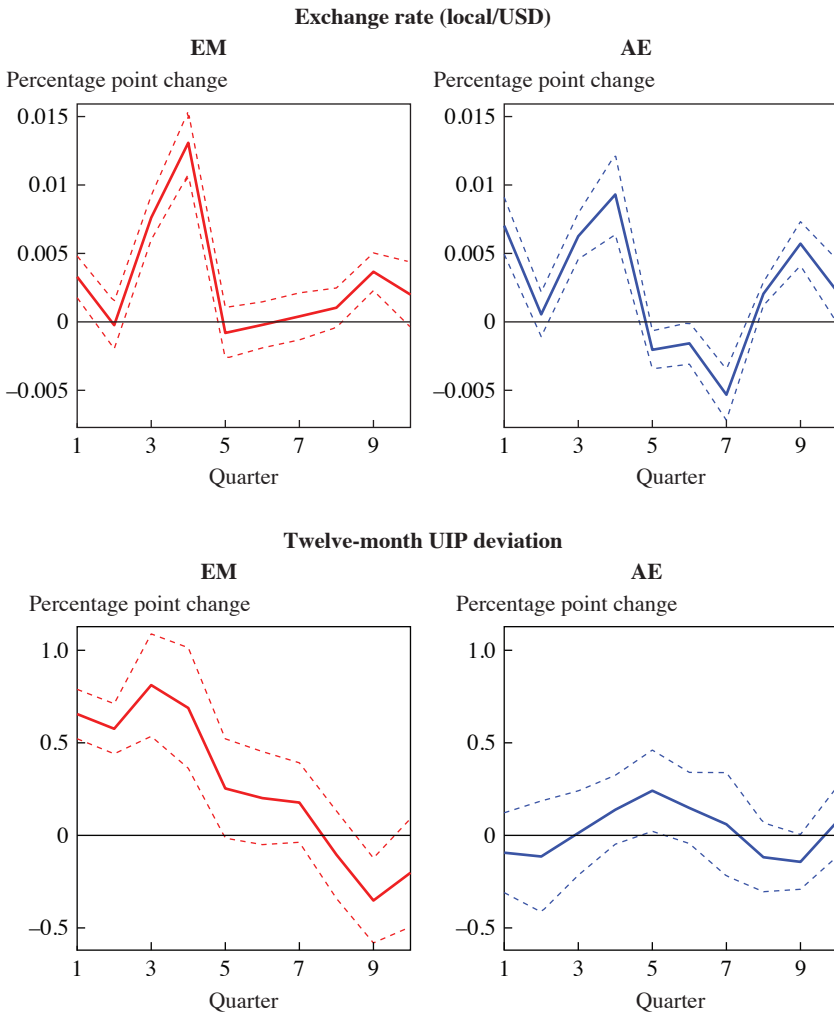 Exchange rate (local/USD)
EM
AE
Percentage point change
Percentage point change
0.015
0.01
0.005
0
–0.005
1 3 5 7 9
Quarter
0.015
0.01
0.005
0
–0.005
1 3 5 7 9
Quarter
Twelve-month UIP deviation
EM
AE
Percentage point change
Percentage point change
1.0
0.5
0
–0.5
1 3 5 7 9
Quarter
1.0
0.5
0
–0.5
1 3 5 7 9
Quarter